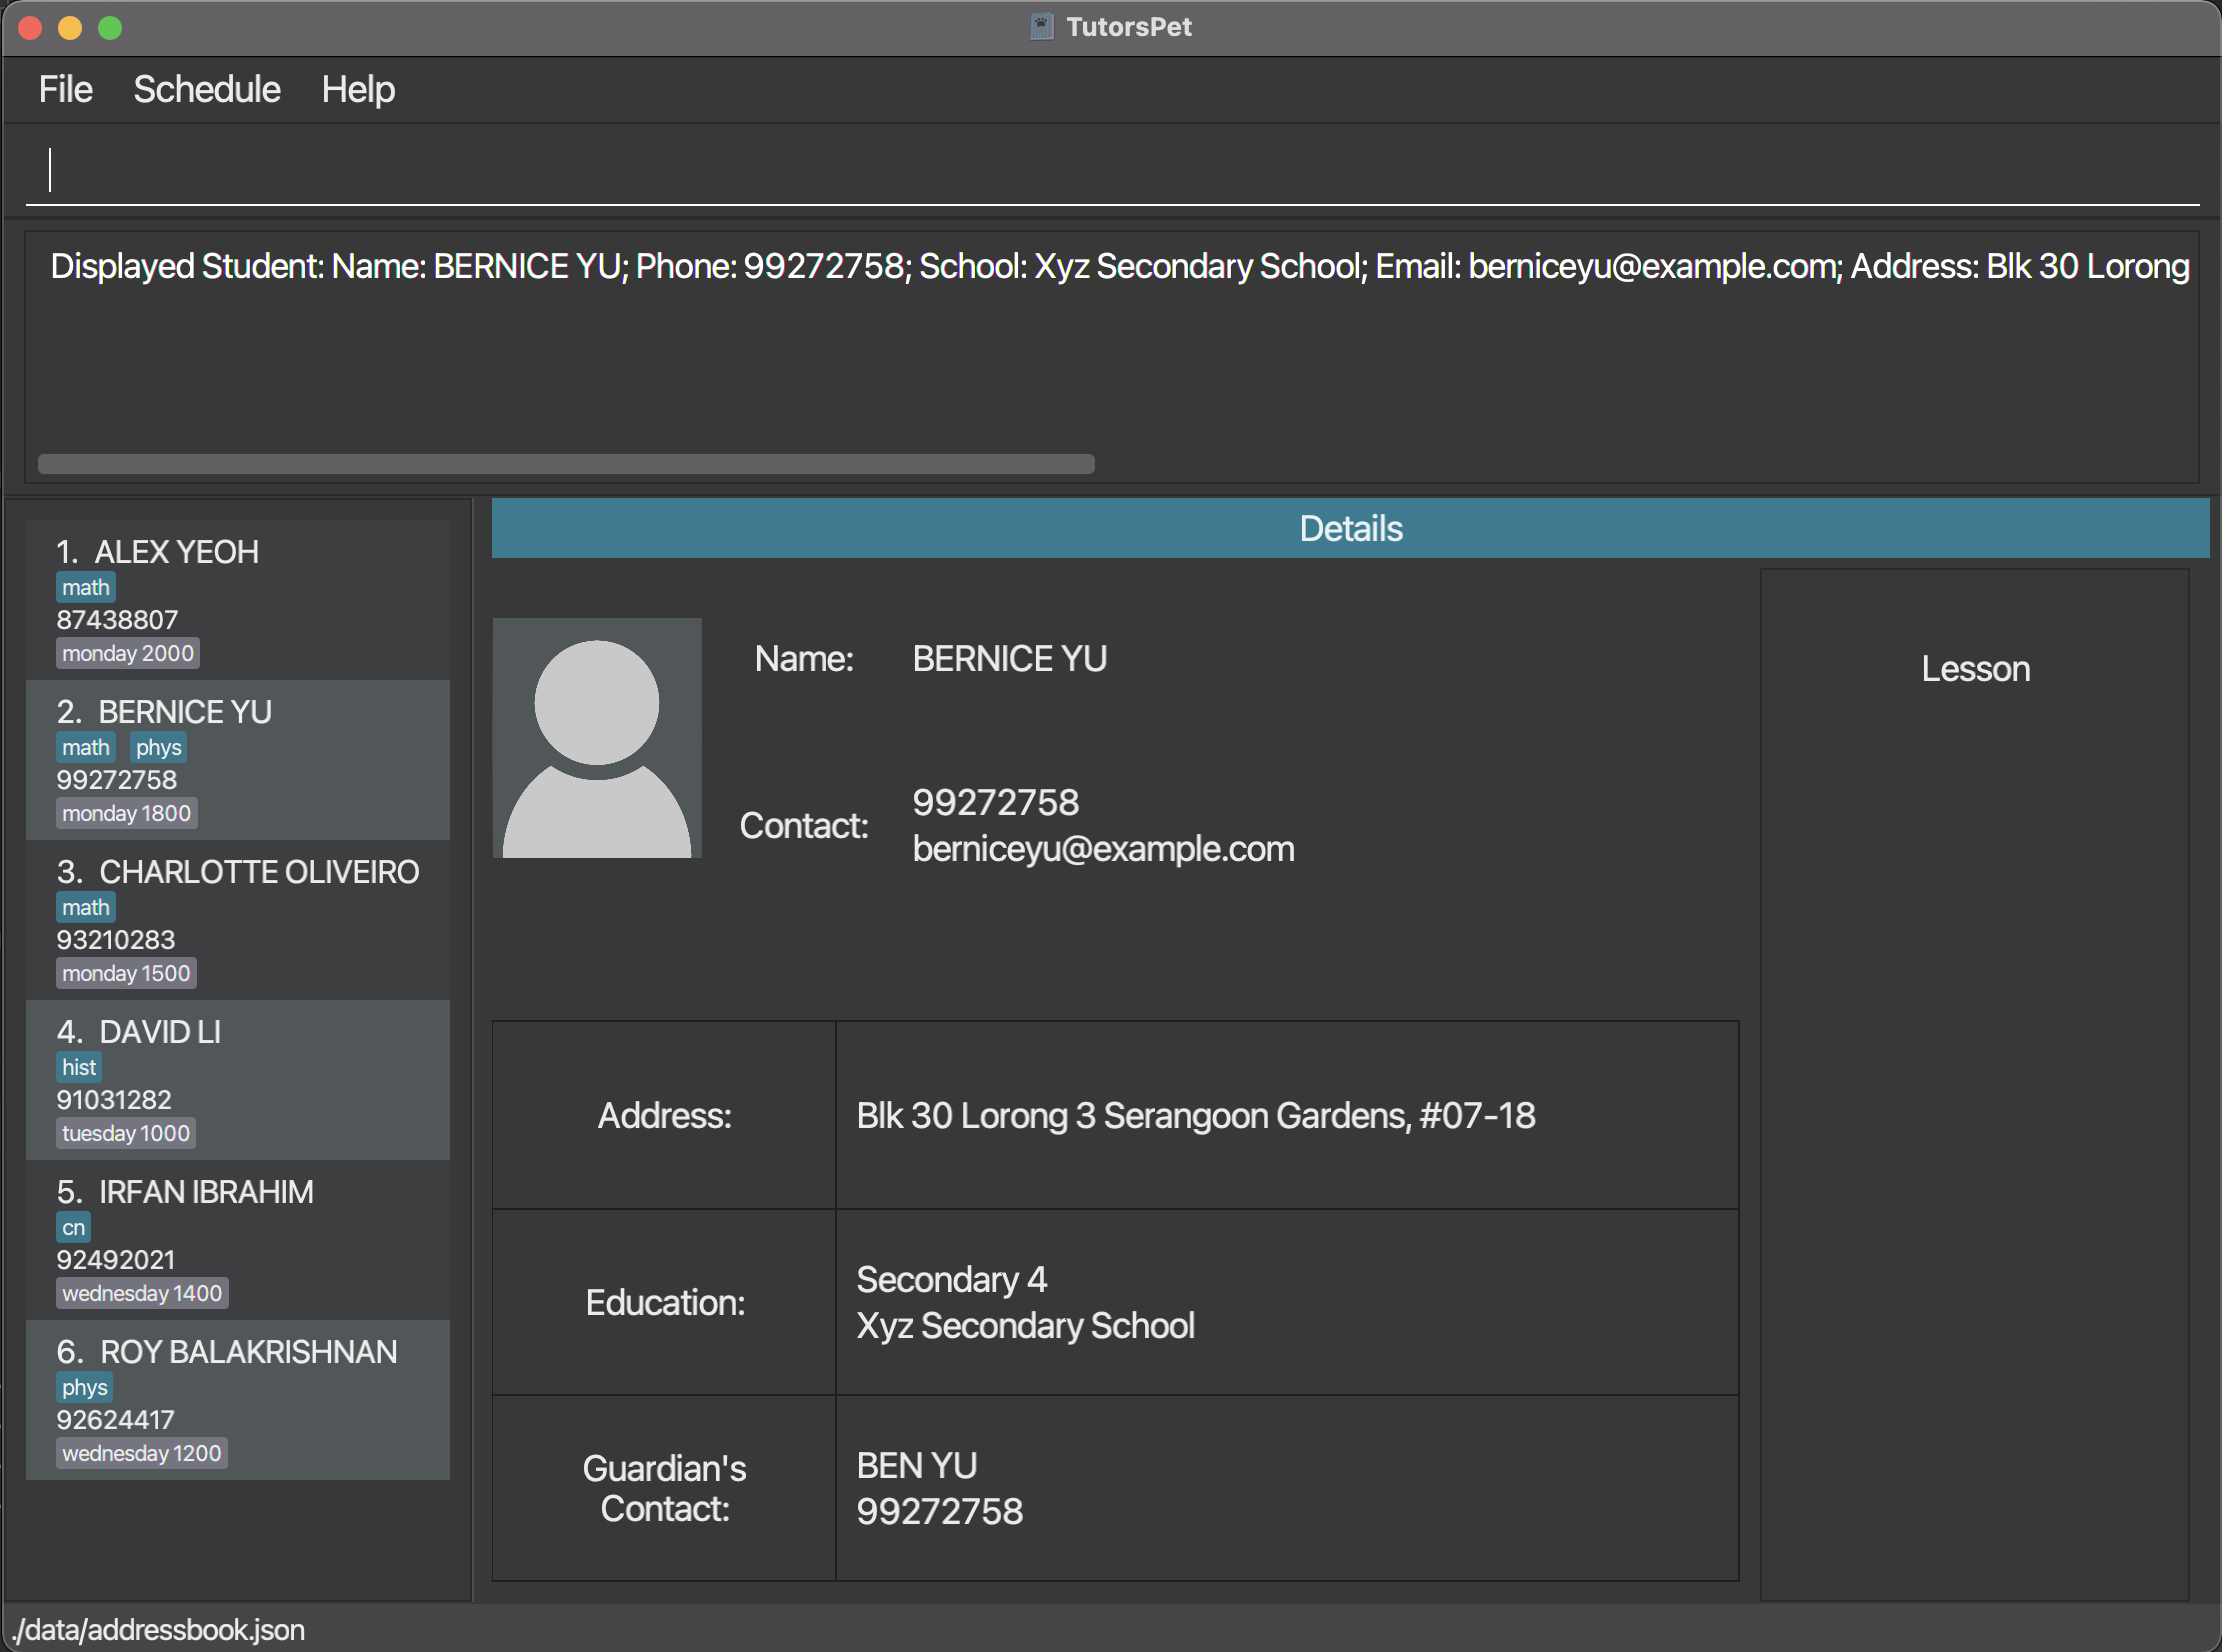 TutorsPet
File Schedule Help
Displayed Student: Name: BERNICE YU; Phone: 99272758; School: Xyz Secondary School; Email: berniceyu@example.com; Address: Blk 30 Lorong
1. ALEX YEOH
math
87438807
monday 2000
2. BERNICE YU
math phys
99272758
monday 1800
3. CHARLOTTE OLIVEIRO
math
93210283
monday 1500
4. DAVID LI
hist
91031282
tuesday 1000
5. IRFAN IBRAHIM
cn
92492021
wednesday 1400
6. ROY BALAKRISHNAN
phys
92624417
wednesday 1200
Details
Name: BERNICE YU
Contact:
99272758
berniceyu@example.com
Address: Blk 30 Lorong 3 Serangoon Gardens, #07-18
Education:
Secondary 4
Xyz Secondary School
Guardian's
Contact:
BEN YU
99272758
Lesson
./data/addressbook.json